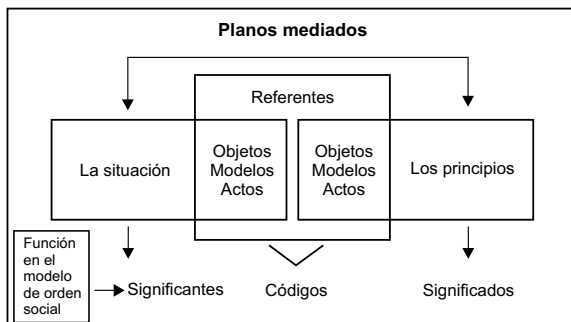 Planos mediados
Referentes
La situación
Objetos
Modelos
Actos
Objetos
Modelos
Actos
Los principios
Función
en el
modelo
de orden
social
Significantes
Códigos
Significados